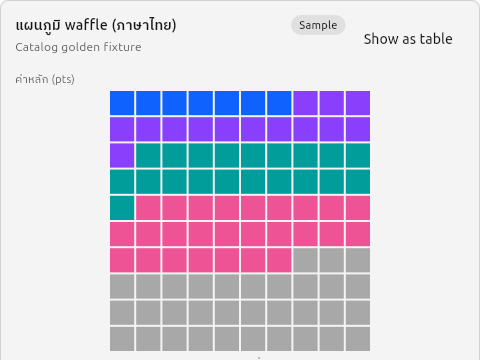 แผนภูมิ waffle (ภาษาไทย)
Sample
Show as table
Catalog golden fixture
ค่าหลัก (pts)